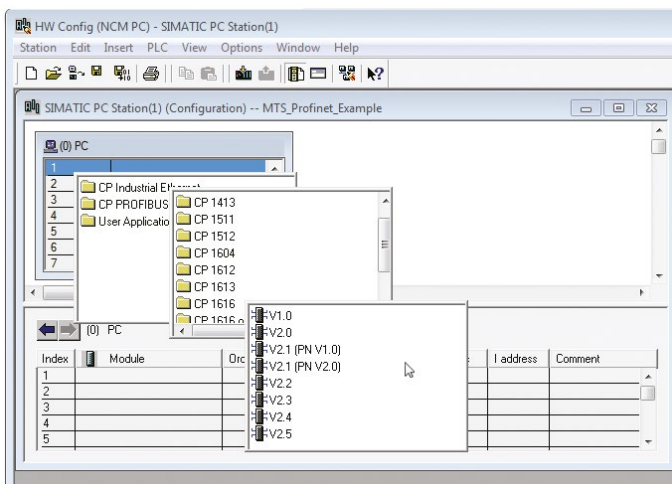 HW Config (NCM PC) - SIMATIC PC Station(1)
Station Edit Insert PLC View Options Window Help
SIMATIC PC Station(1) (Configuration) -- MTS_Profinet_Example
(0) PC
1
2
3
4
5
6
7
CP Industrial
CP PROFIBUS
User Applicatio
CP 1413
CP 1511
CP 1512
CP 1604
CP 1612
CP 1613
CP 1616
CP 1616 o
V1.0
V2.0
V2.1 (PN V1.0)
V2.1 (PN V2.0)
V2.2
V2.3
V2.4
V2.5
(0) PC
Index Module I address Comment
1
2
3
4
5